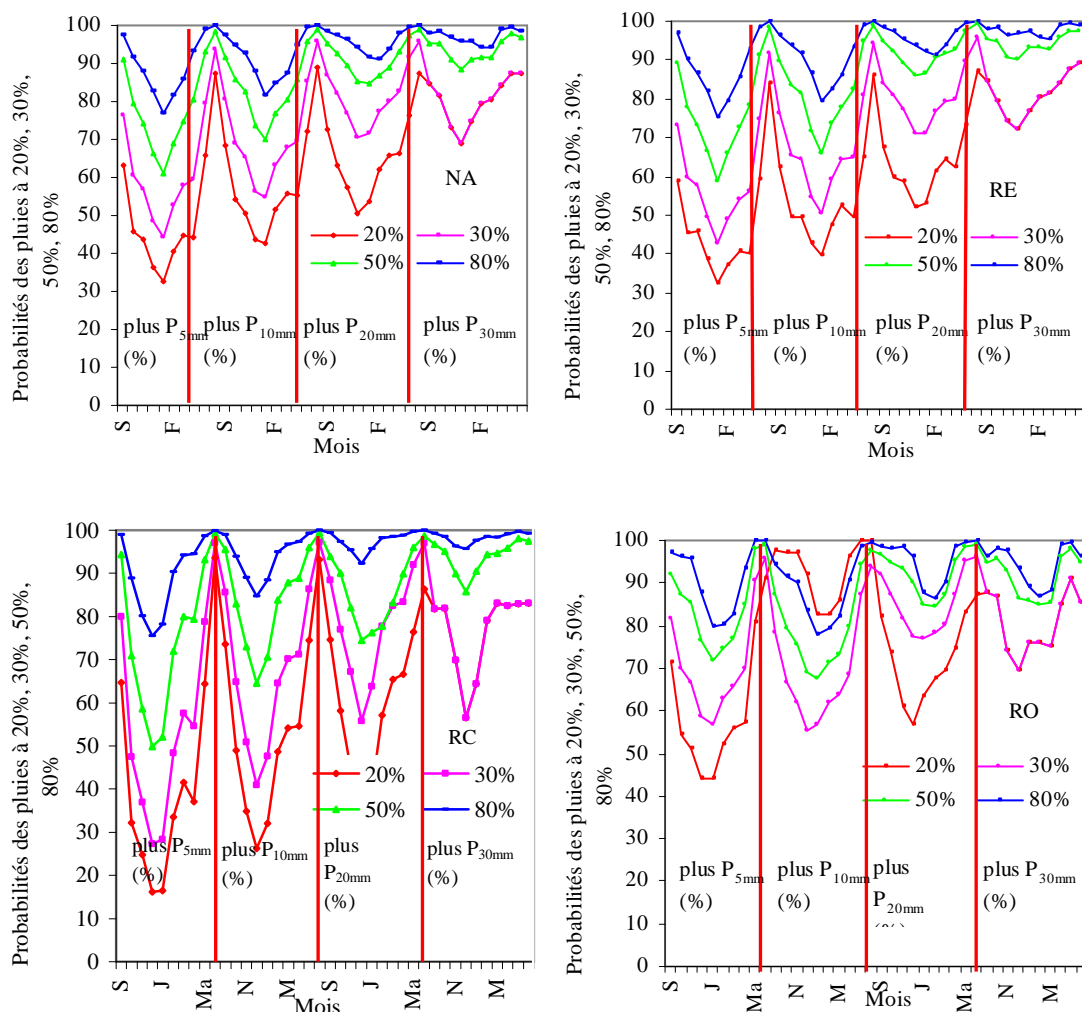 Probabilités des pluies à 20%, 30%,
50%, 80%
100
90
80
70
60
50
40
30
20
10
0
NA
20%
30%
50%
80%
plus P5mm
(%)
plus P10mm
(%)
plus P20mm
(%)
plus P30mm
(%)
S
F
S
F
S
F
S
F
Mois
Probabilités des pluies à 20%, 30%,
50%, 80%
100
90
80
70
60
50
40
30
20
10
0
RE
20%
30%
50%
80%
plus P5mm
(%)
plus P10mm
(%)
plus P20mm
(%)
plus P30mm
(%)
S
F
S
F
S
F
S
F
Mois
Probabilités des pluies à 20%, 30%, 50%,
80%
100
90
80
70
60
50
40
30
20
10
0
RC
20%
30%
50%
80%
plus P5mm
(%)
plus P10mm
(%)
plus
P20mm
(%)
plus P30mm
(%)
S
J
Ma
N
M
S
J
Ma
N
M
Mois
Probabilités des pluies à 20%, 30%, 50%,
80%
100
90
80
70
60
50
40
30
20
10
0
RO
20%
30%
50%
80%
plus P5mm
(%)
plus P10mm
(%)
plus
P20mm
(%)
plus P30mm
(%)
S
J
Ma
N
M
S
J
Ma
N
M
Mois